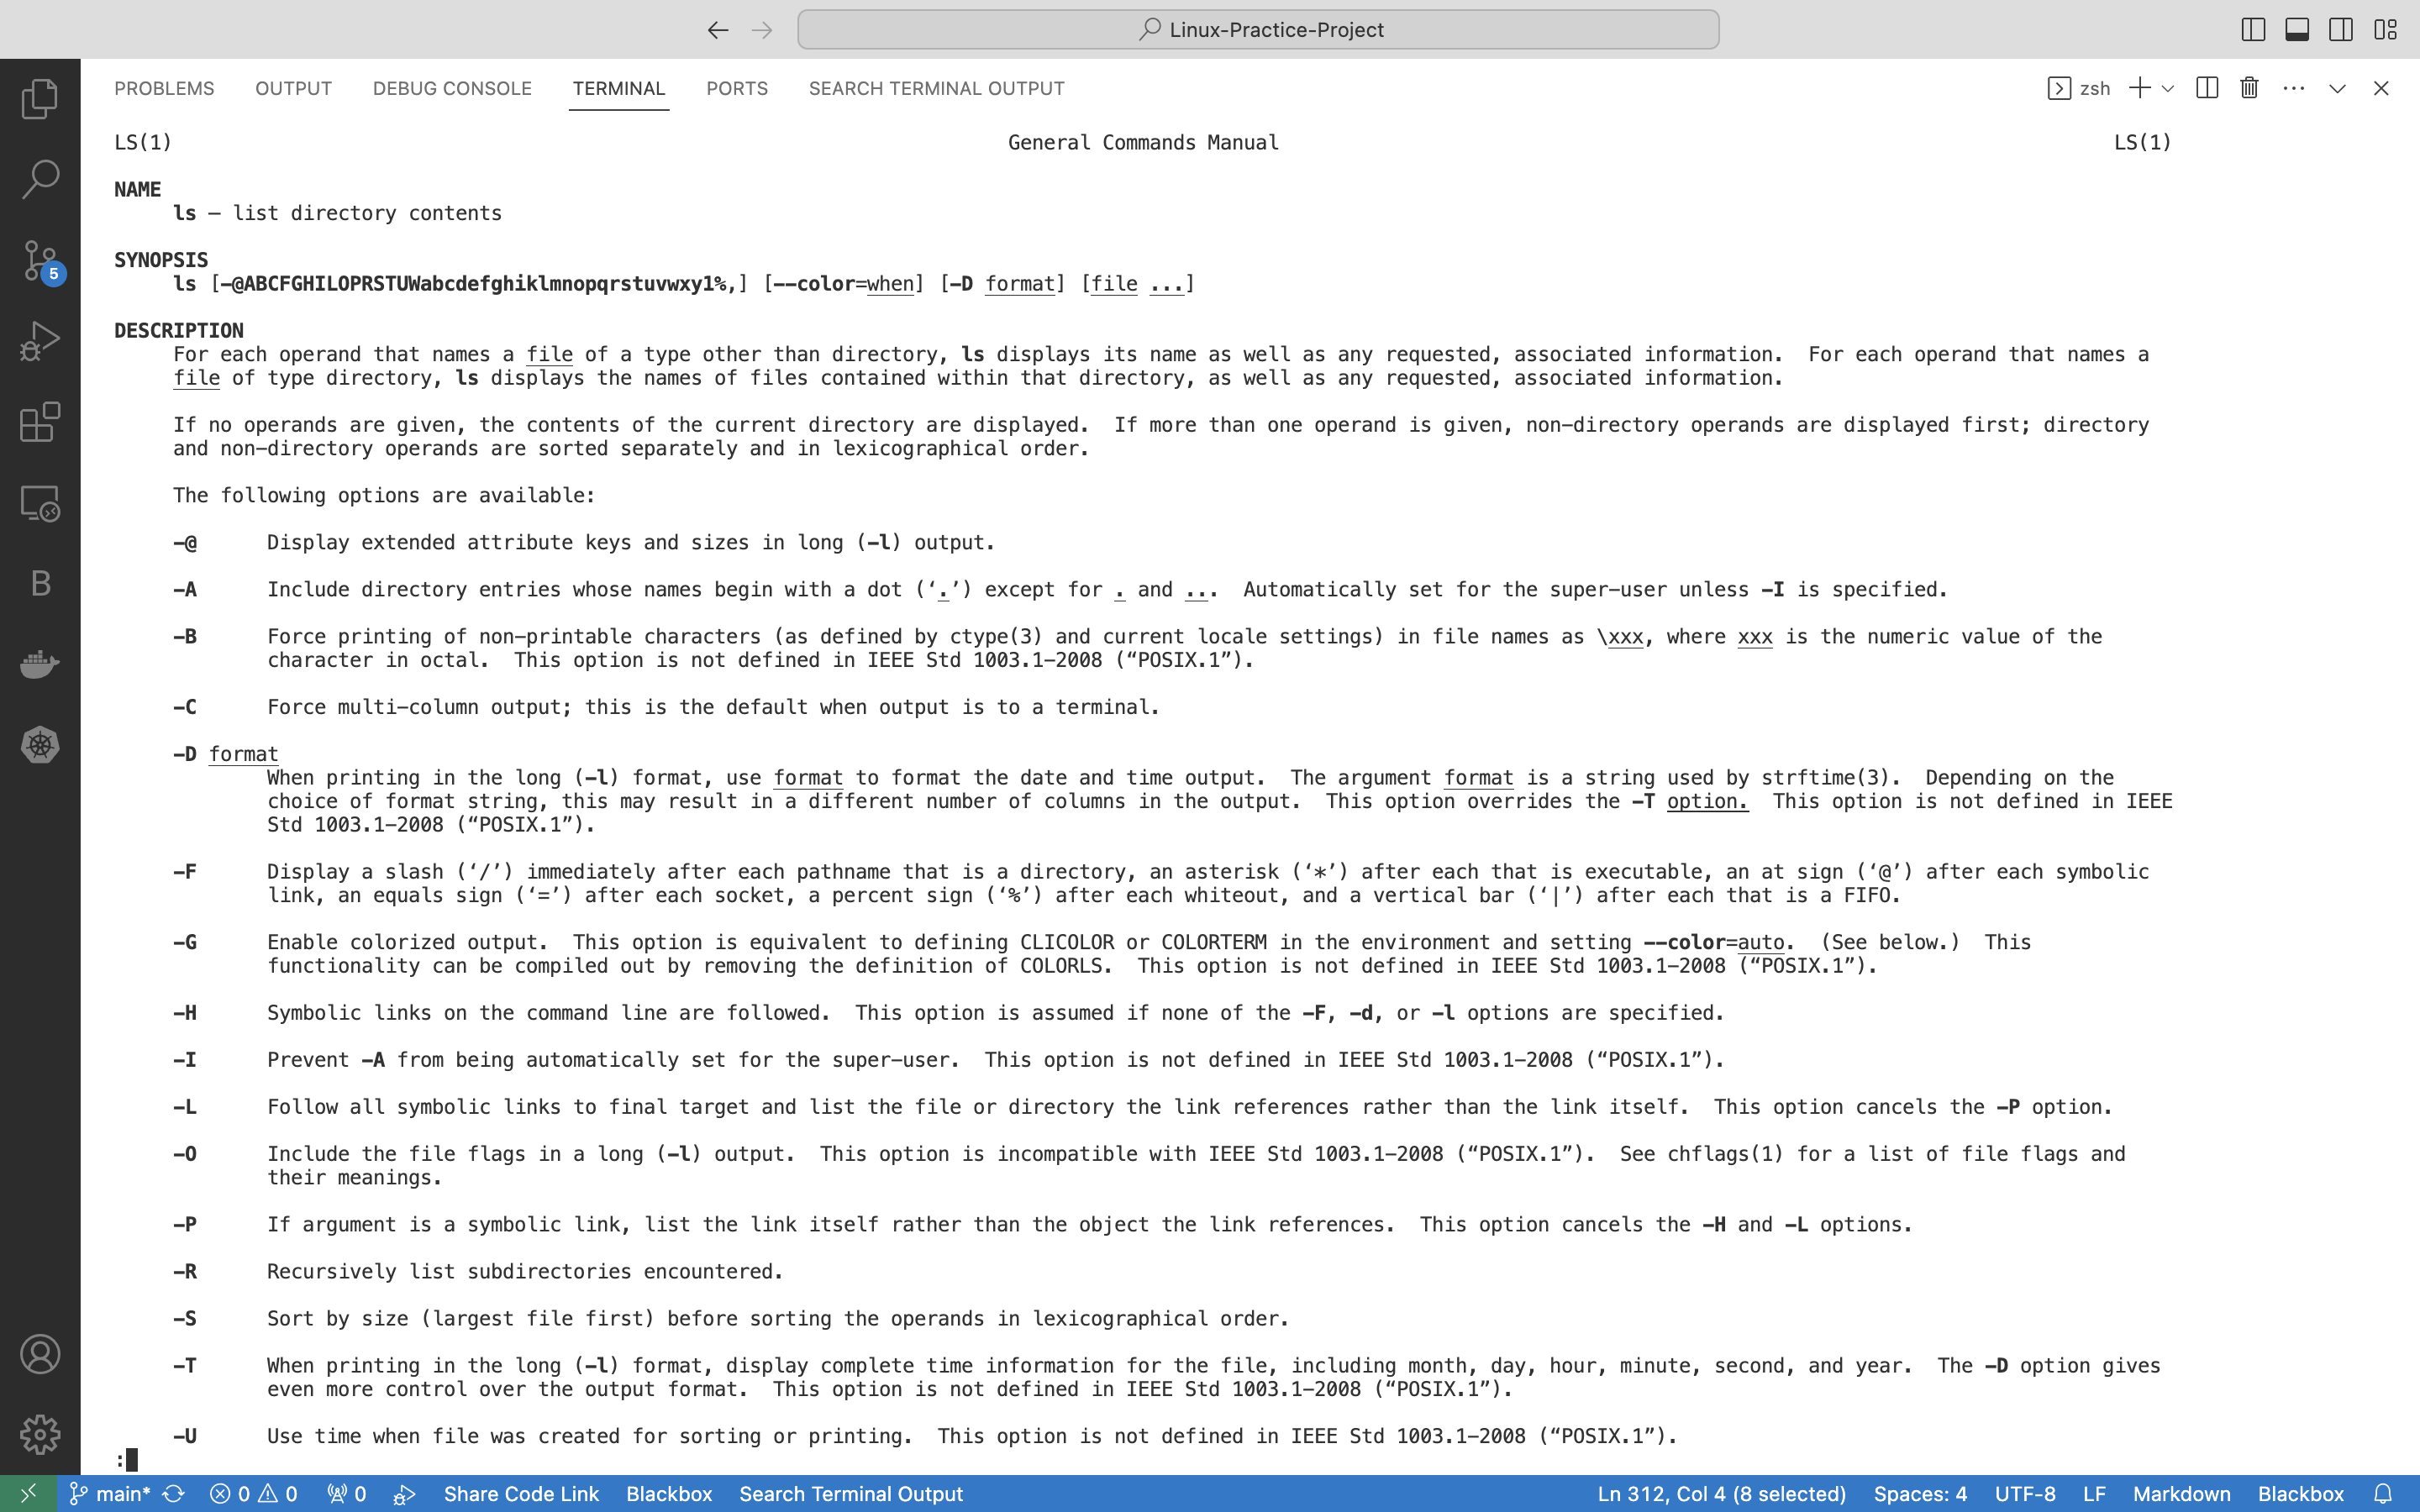 Linux-Practice-Project
PROBLEMS OUTPUT DEBUG CONSOLE TERMINAL PORTS SEARCH TERMINAL OUTPUT zsh
LS(1) General Commands Manual LS(1)
NAME
ls – list directory contents
SYNOPSIS
ls [-@ABCFGHILOPRSTUWabcdefghiklmnopqrstuvwxy1%,] [--color=when] [-D format] [file ...]
DESCRIPTION
For each operand that names a file of a type other than directory, ls displays its name as well as any requested, associated information. For each operand that names a
file of type directory, ls displays the names of files contained within that directory, as well as any requested, associated information.
If no operands are given, the contents of the current directory are displayed. If more than one operand is given, non-directory operands are displayed first; directory
and non-directory operands are sorted separately and in lexicographical order.
The following options are available:
-@ Display extended attribute keys and sizes in long (-l) output.
-A Include directory entries whose names begin with a dot (‘.’) except for . and ... Automatically set for the super-user unless -I is specified.
-B Force printing of non-printable characters (as defined by ctype(3) and current locale settings) in file names as \xxx, where xxx is the numeric value of the
character in octal. This option is not defined in IEEE Std 1003.1-2008 (“POSIX.1”).
-C Force multi-column output; this is the default when output is to a terminal.
-D format
When printing in the long (-l) format, use format to format the date and time output. The argument format is a string used by strftime(3). Depending on the
choice of format string, this may result in a different number of columns in the output. This option overrides the -T option. This option is not defined in IEEE
Std 1003.1-2008 (“POSIX.1”).
-F Display a slash (‘/’) immediately after each pathname that is a directory, an asterisk (‘*’) after each that is executable, an at sign (‘@’) after each symbolic
link, an equals sign (‘=’) after each socket, a percent sign (‘%’) after each whiteout, and a vertical bar (‘|’) after each that is a FIFO.
-G Enable colorized output. This option is equivalent to defining CLICOLOR or COLORTERM in the environment and setting --color=auto. (See below.) This
functionality can be compiled out by removing the definition of COLORLS. This option is not defined in IEEE Std 1003.1-2008 (“POSIX.1”).
-H Symbolic links on the command line are followed. This option is assumed if none of the -F, -d, or -l options are specified.
-I Prevent -A from being automatically set for the super-user. This option is not defined in IEEE Std 1003.1-2008 (“POSIX.1”).
-L Follow all symbolic links to final target and list the file or directory the link references rather than the link itself. This option cancels the -P option.
-O Include the file flags in a long (-l) output. This option is incompatible with IEEE Std 1003.1-2008 (“POSIX.1”). See chflags(1) for a list of file flags and
their meanings.
-P If argument is a symbolic link, list the link itself rather than the object the link references. This option cancels the -H and -L options.
-R Recursively list subdirectories encountered.
-S Sort by size (largest file first) before sorting the operands in lexicographical order.
-T When printing in the long (-l) format, display complete time information for the file, including month, day, hour, minute, second, and year. The -D option gives
even more control over the output format. This option is not defined in IEEE Std 1003.1-2008 (“POSIX.1”).
-U Use time when file was created for sorting or printing. This option is not defined in IEEE Std 1003.1-2008 (“POSIX.1”).
:
5
B
main* 0 0 0 Share Code Link Blackbox Search Terminal Output Ln 312, Col 4 (8 selected) Spaces: 4 UTF-8 LF Markdown Blackbox